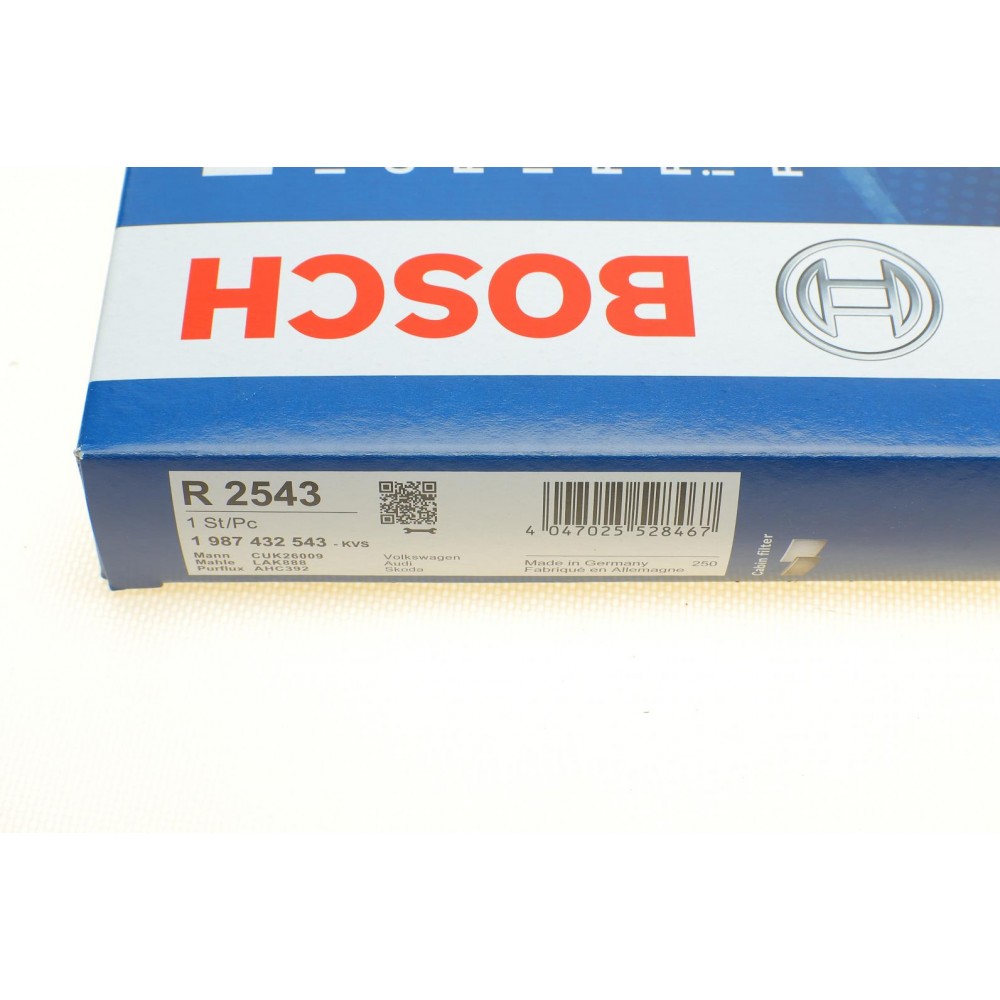 BOSCH
R 2543
1 St/Pc
1 987 432 543 - KVS
Mann CUK26009
Mahle LAK888
Purflux AHC392
Volkswagen
Audi
Skoda
4 047025 528467
Made in Germany 250
Fabriqué en Allemagne
Cabin filter